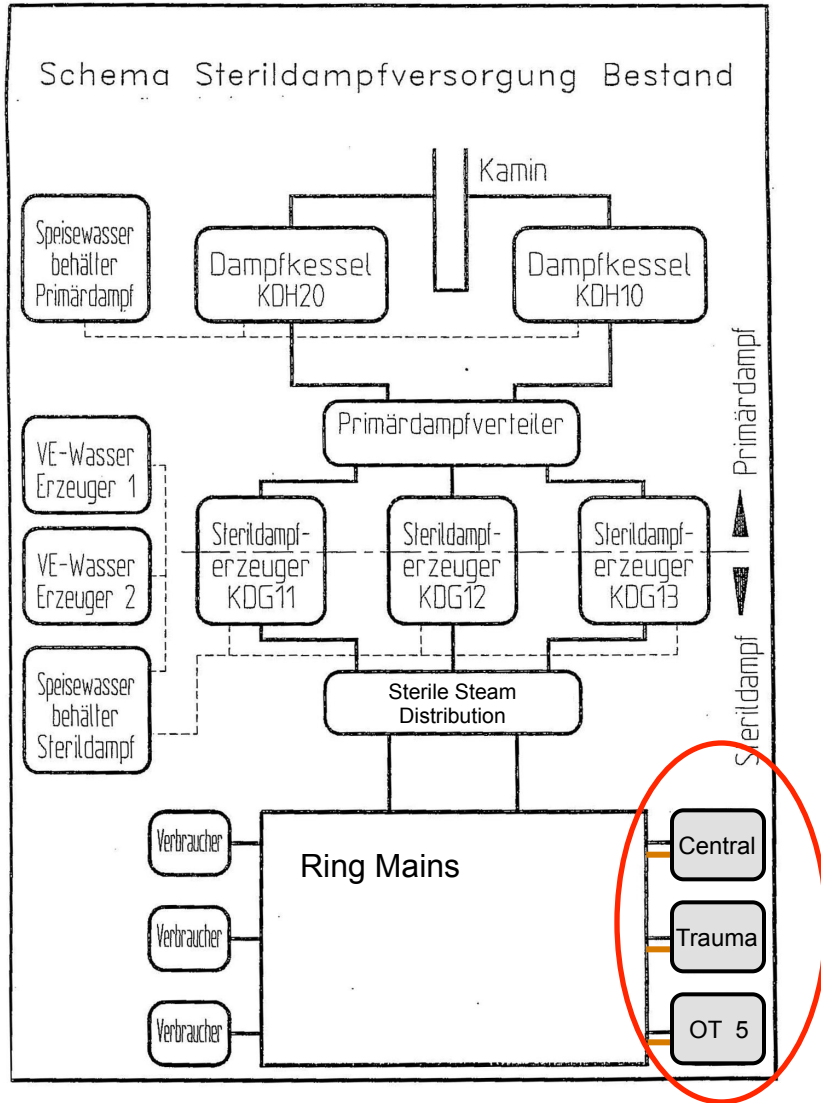 Schema Sterildampfversorgung Bestand
Kamin
Speisewasser
behälter
Primärdampf
Dampfkessel
KDH20
Dampfkessel
KDH10
Primärdampfverteiler
Primärdampf
VE-Wasser
Erzeuger 1
VE-Wasser
Erzeuger 2
Sterildampf-
erzeuger
KDG11
Sterildampf-
erzeuger
KDG12
Sterildampf-
erzeuger
KDG13
Sterildampf
Speisewasser
behälter
Sterildampf
Sterile Steam
Distribution
Verbraucher
Verbraucher
Verbraucher
Ring Mains
Central
Trauma
OT 5